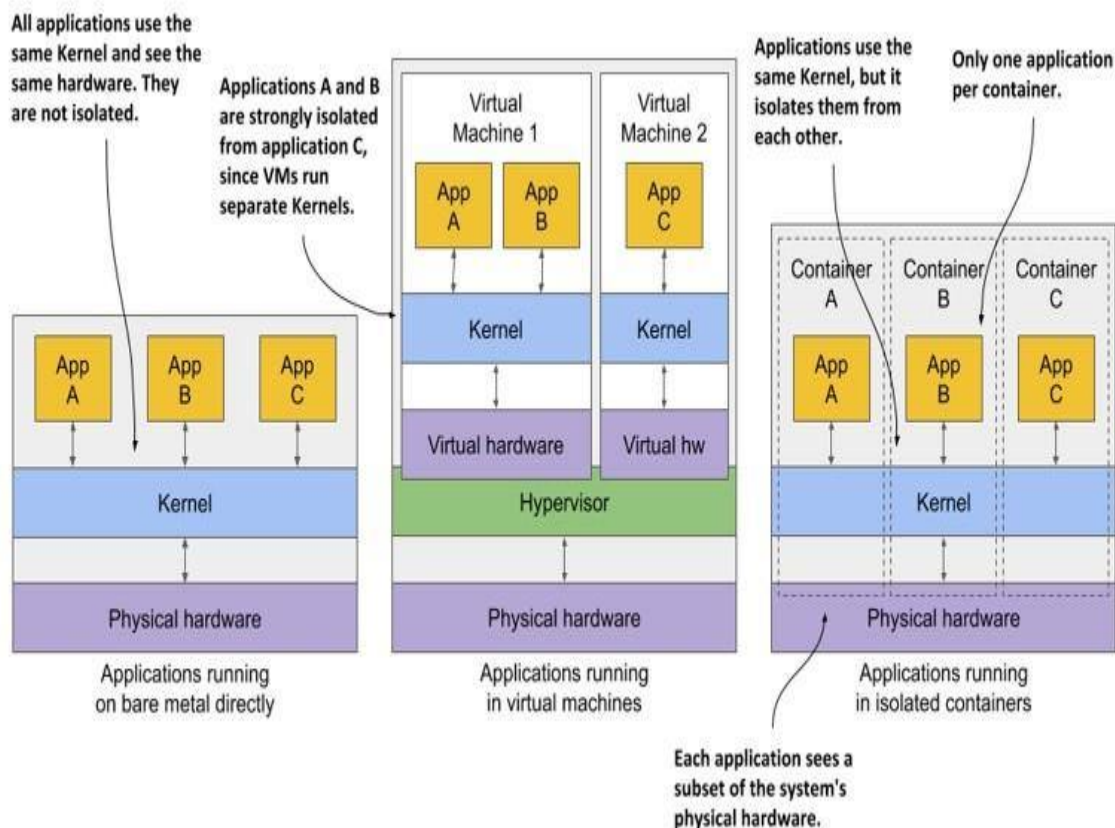 All applications use the
same Kernel and see the
same hardware. They
are not isolated.
Applications A and B
are strongly isolated
from application C,
since VMs run
separate Kernels.
Applications use the
same Kernel, but it
isolates them from
each other.
Only one application
per container.
App
A
App
B
App
C
Kernel
Physical hardware
Applications running
on bare metal directly
Virtual
Machine 1
App
A
App
B
Kernel
Virtual hardware
Virtual
Machine 2
App
C
Kernel
Virtual hw
Hypervisor
Physical hardware
Applications running
in virtual machines
Container
A
Container
B
Container
C
App
A
App
B
App
C
Kernel
Physical hardware
Applications running
in isolated containers
Each application sees a
subset of the system's
physical hardware.